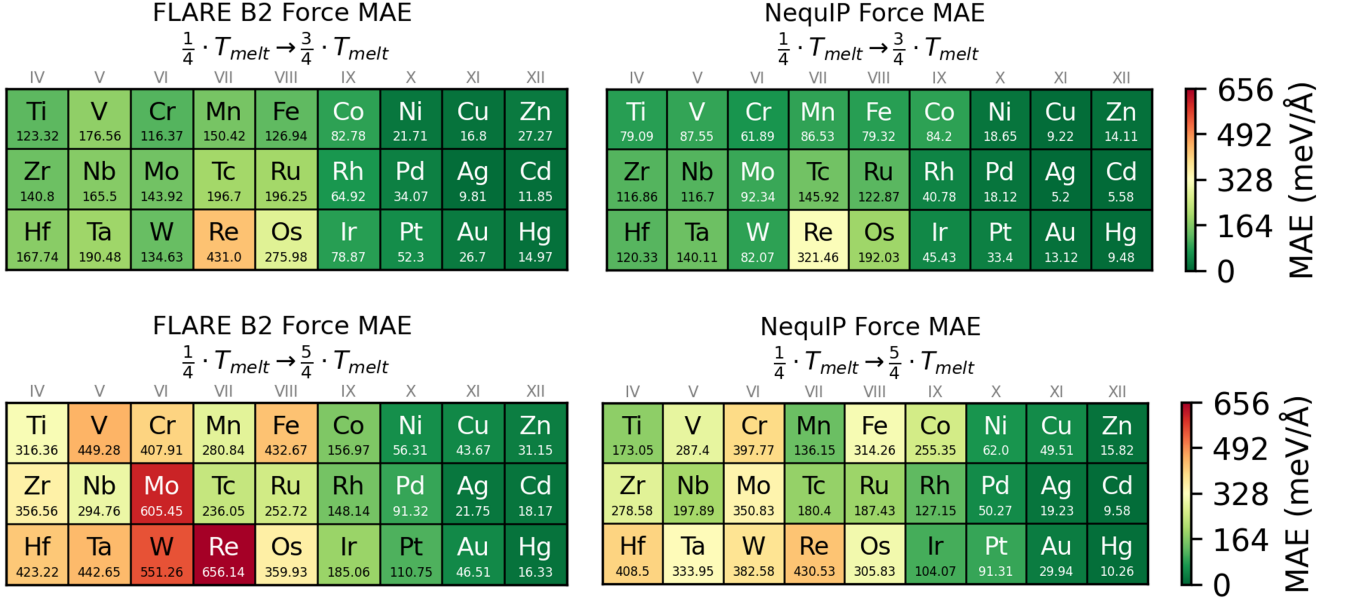 FLARE B2 Force MAE
1/4 · T_melt → 3/4 · T_melt
IV V VI VII VIII IX X XI XII
Ti V Cr Mn Fe Co Ni Cu Zn
123.32 176.56 116.37 150.42 126.94 82.78 21.71 16.8 27.27
Zr Nb Mo Tc Ru Rh Pd Ag Cd
140.8 165.5 143.92 196.7 196.25 64.92 34.07 9.81 11.85
Hf Ta W Re Os Ir Pt Au Hg
167.74 190.48 134.63 431.0 275.98 78.87 52.3 26.7 14.97
NequIP Force MAE
1/4 · T_melt → 3/4 · T_melt
IV V VI VII VIII IX X XI XII
Ti V Cr Mn Fe Co Ni Cu Zn
79.09 87.55 61.89 86.53 79.32 84.2 18.65 9.22 14.11
Zr Nb Mo Tc Ru Rh Pd Ag Cd
116.86 116.7 92.34 145.92 122.87 40.78 18.12 5.2 5.58
Hf Ta W Re Os Ir Pt Au Hg
120.33 140.11 82.07 321.46 192.03 45.43 33.4 13.12 9.48
656
492
328
164
0
MAE (meV/Å)
FLARE B2 Force MAE
1/4 · T_melt → 5/4 · T_melt
IV V VI VII VIII IX X XI XII
Ti V Cr Mn Fe Co Ni Cu Zn
316.36 449.28 407.91 280.84 432.67 156.97 56.31 43.67 31.15
Zr Nb Mo Tc Ru Rh Pd Ag Cd
356.56 294.76 605.45 236.05 252.72 148.14 91.32 21.75 18.17
Hf Ta W Re Os Ir Pt Au Hg
423.22 442.65 551.26 656.14 359.93 185.06 110.75 46.51 16.33
NequIP Force MAE
1/4 · T_melt → 5/4 · T_melt
IV V VI VII VIII IX X XI XII
Ti V Cr Mn Fe Co Ni Cu Zn
173.05 287.4 397.77 136.15 314.26 255.35 62.0 49.51 15.82
Zr Nb Mo Tc Ru Rh Pd Ag Cd
278.58 197.89 350.83 180.4 187.43 127.15 50.27 19.23 9.58
Hf Ta W Re Os Ir Pt Au Hg
408.5 333.95 382.58 430.53 305.83 104.07 91.31 29.94 10.26
656
492
328
164
0
MAE (meV/Å)